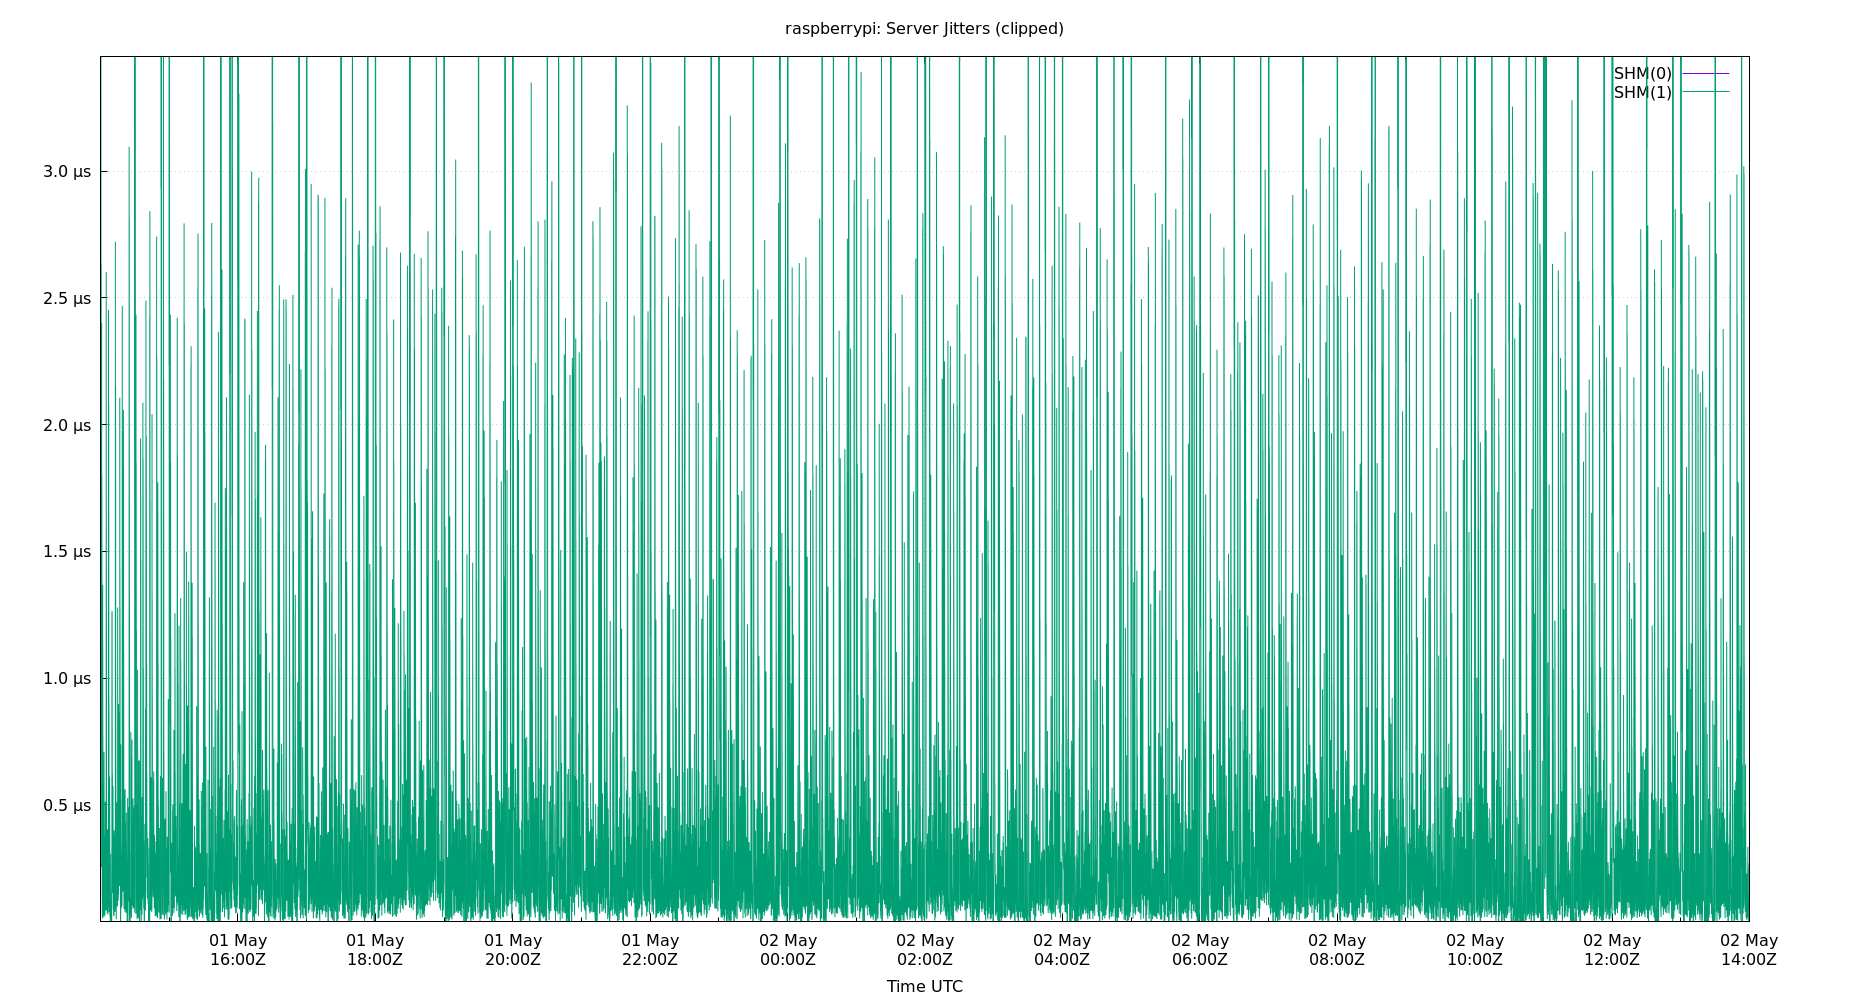 raspberrypi: Server Jitters (clipped)
SHM(0)
SHM(1)
3.0 µs
2.5 µs
2.0 µs
1.5 µs
1.0 µs
0.5 µs
01 May 01 May 01 May 01 May 02 May 02 May 02 May 02 May 02 May 02 May 02 May 02 May
16:00Z 18:00Z 20:00Z 22:00Z 00:00Z 02:00Z 04:00Z 06:00Z 08:00Z 10:00Z 12:00Z 14:00Z
Time UTC